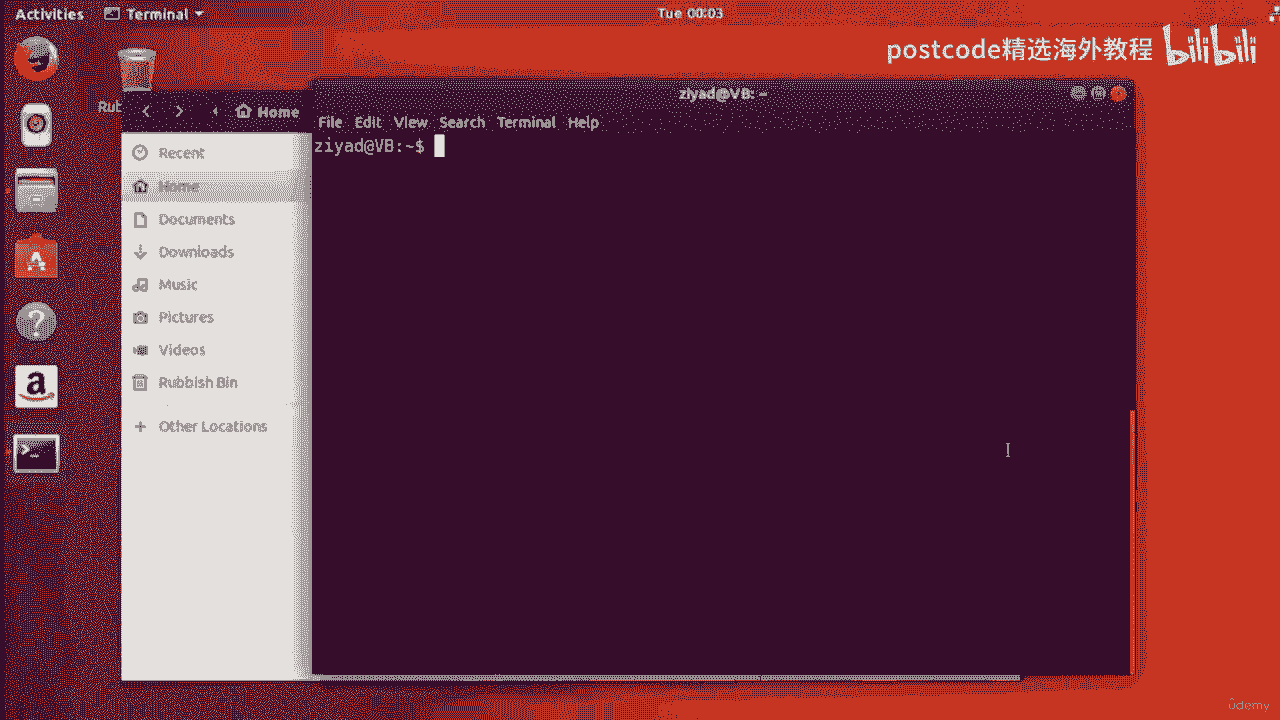 Activities
Terminal
Tue 00:03
postcode精选海外教程 bilibili
Rub
Home
ziyad@VB: ~
File Edit View Search Terminal Help
ziyad@VB:~$
Recent
Home
Documents
Downloads
Music
Pictures
Videos
Rubbish Bin
Other Locations
udemy